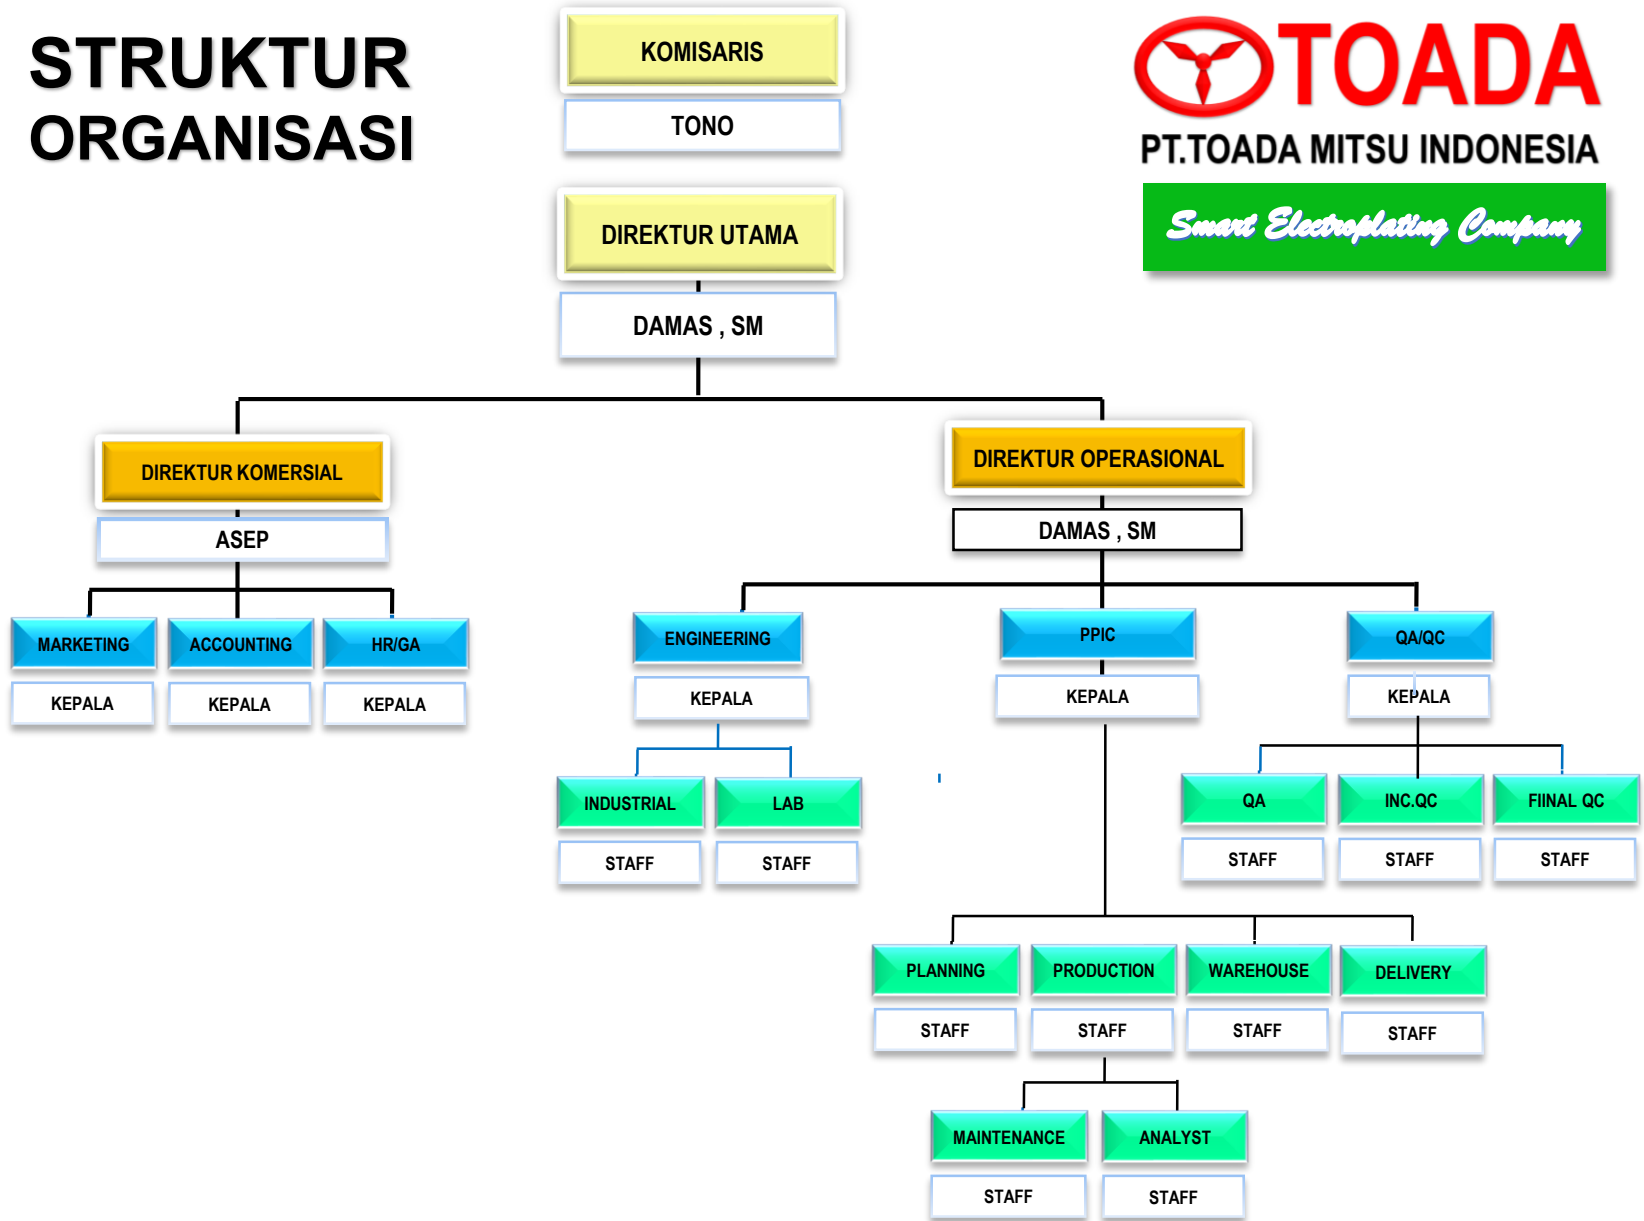 STRUKTUR
ORGANISASI
KOMISARIS
TONO
TOADA
PT.TOADA MITSU INDONESIA
Smart Electroplating Company
DIREKTUR UTAMA
DAMAS , SM
DIREKTUR KOMERSIAL
ASEP
DIREKTUR OPERASIONAL
DAMAS , SM
MARKETING
ACCOUNTING
HR/GA
KEPALA
KEPALA
KEPALA
ENGINEERING
PPIC
QA/QC
KEPALA
KEPALA
KEPALA
INDUSTRIAL
LAB
QA
INC.QC
FIINAL QC
STAFF
STAFF
STAFF
STAFF
STAFF
PLANNING
PRODUCTION
WAREHOUSE
DELIVERY
STAFF
STAFF
STAFF
STAFF
MAINTENANCE
ANALYST
STAFF
STAFF